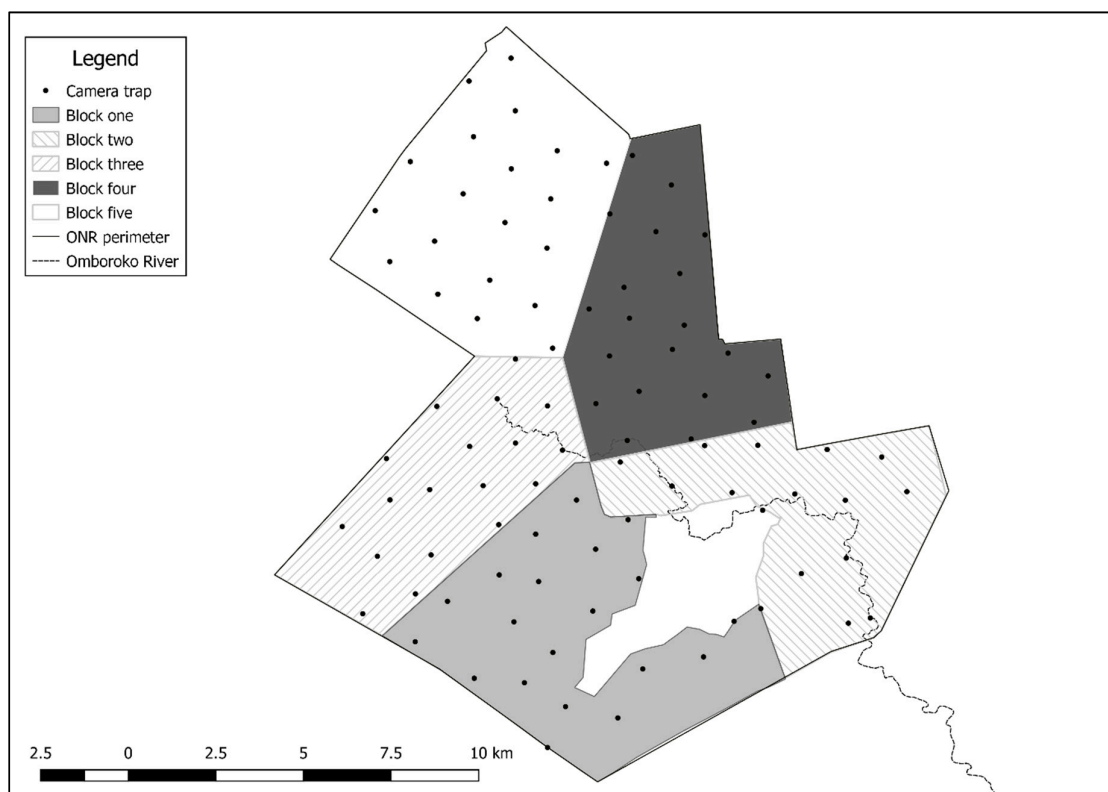 Legend
Camera trap
Block one
Block two
Block three
Block four
Block five
ONR perimeter
Omboroko River
2.5 0 2.5 5 7.5 10 km